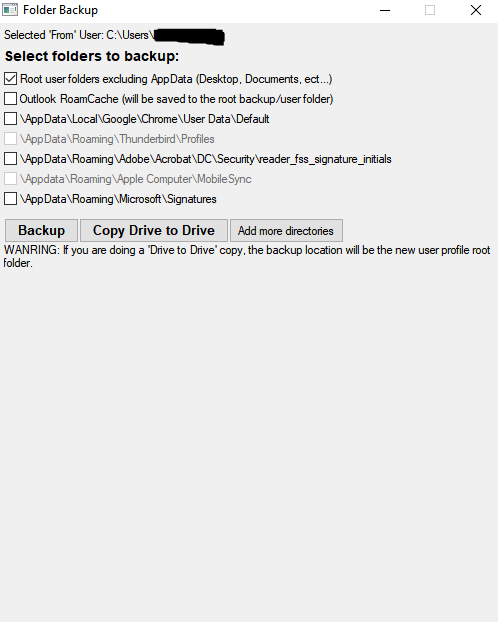 Folder Backup
Selected 'From' User: C:\Users\
Select folders to backup:
Root user folders excluding AppData (Desktop, Documents, ect...)
Outlook RoamCache (will be saved to the root backup/user folder)
\AppData\Local\Google\Chrome\User Data\Default
\AppData\Roaming\Thunderbird\Profiles
\AppData\Roaming\Adobe\Acrobat\DC\Security\reader_fss_signature_initials
\Appdata\Roaming\Apple Computer\MobileSync
\AppData\Roaming\Microsoft\Signatures
Backup Copy Drive to Drive Add more directories
WANRING: If you are doing a 'Drive to Drive' copy, the backup location will be the new user profile root
folder.